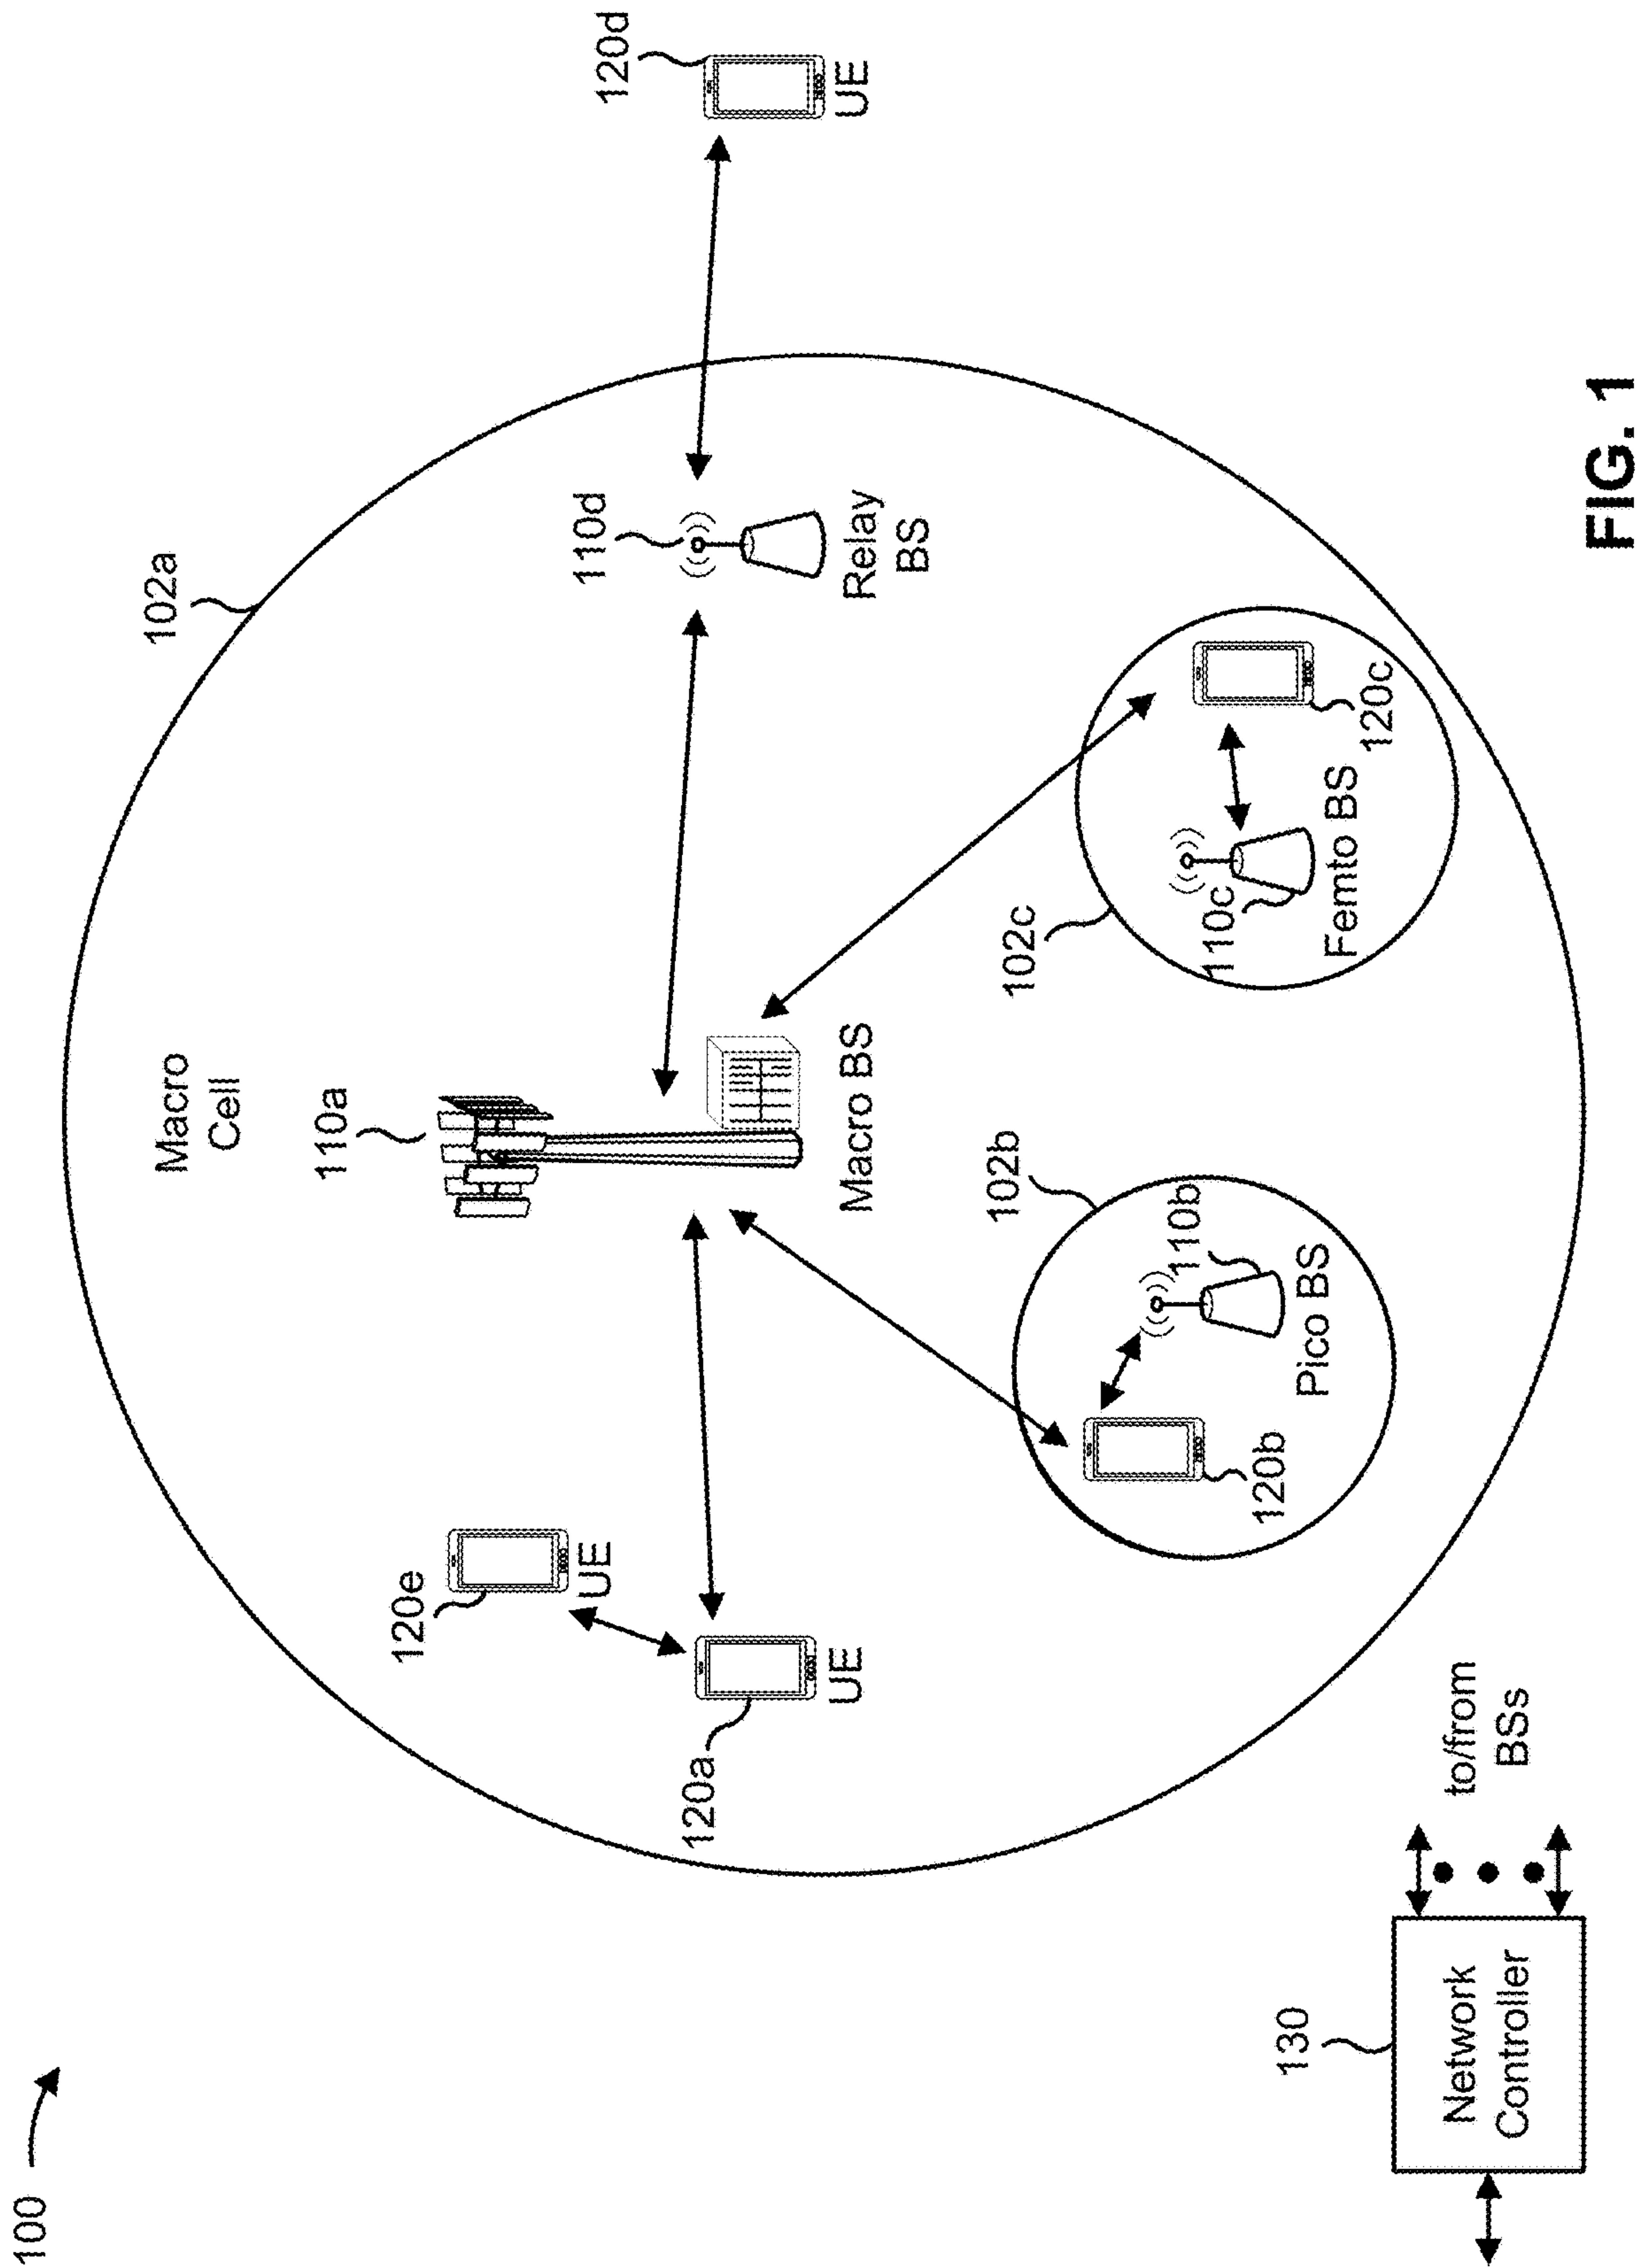 100
102a
Macro
Cell
110a
120d
UE
110d
Relay
BS
120e
UE
120a
UE
Macro BS
102c
110c
Femto BS
120c
102b
110b
Pico BS
120b
130
Network
Controller
to/from
BSs
FIG. 1